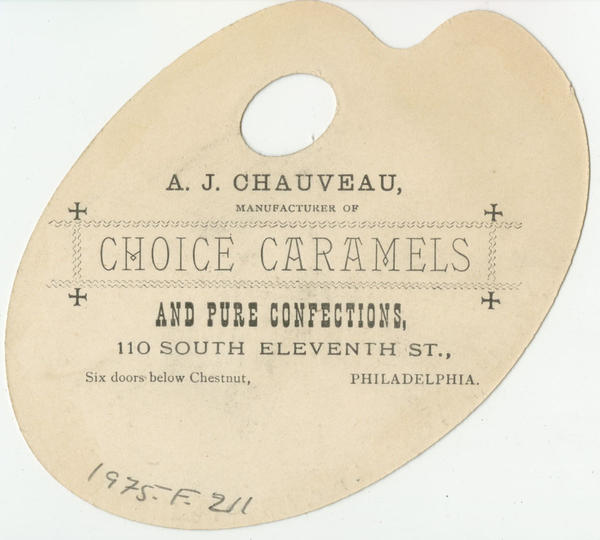 A. J. CHAUVEAU,
MANUFACTURER OF
CHOICE CARAMELS
AND PURE CONFECTIONS,
110 SOUTH ELEVENTH ST.,
Six doors below Chestnut, PHILADELPHIA.
1975.F.211